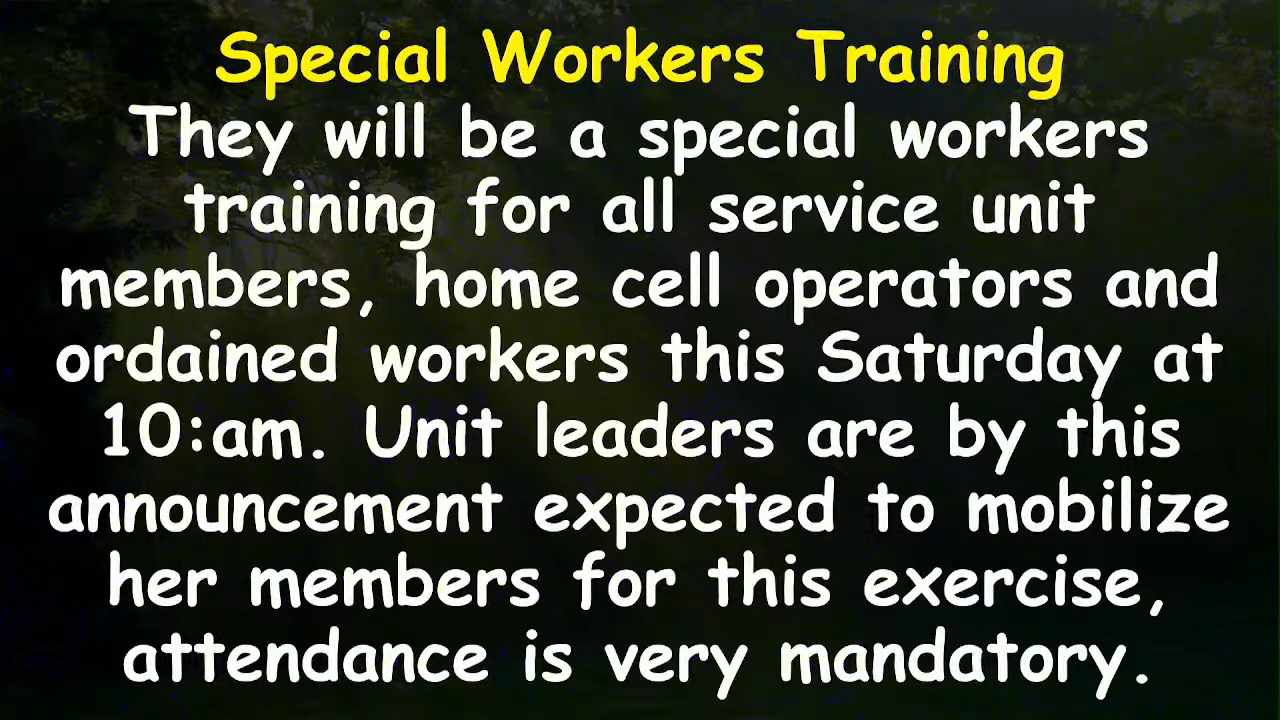 Special Workers Training
They will be a special workers
training for all service unit
members, home cell operators and
ordained workers this Saturday at
10:am. Unit leaders are by this
announcement expected to mobilize
her members for this exercise,
attendance is very mandatory.